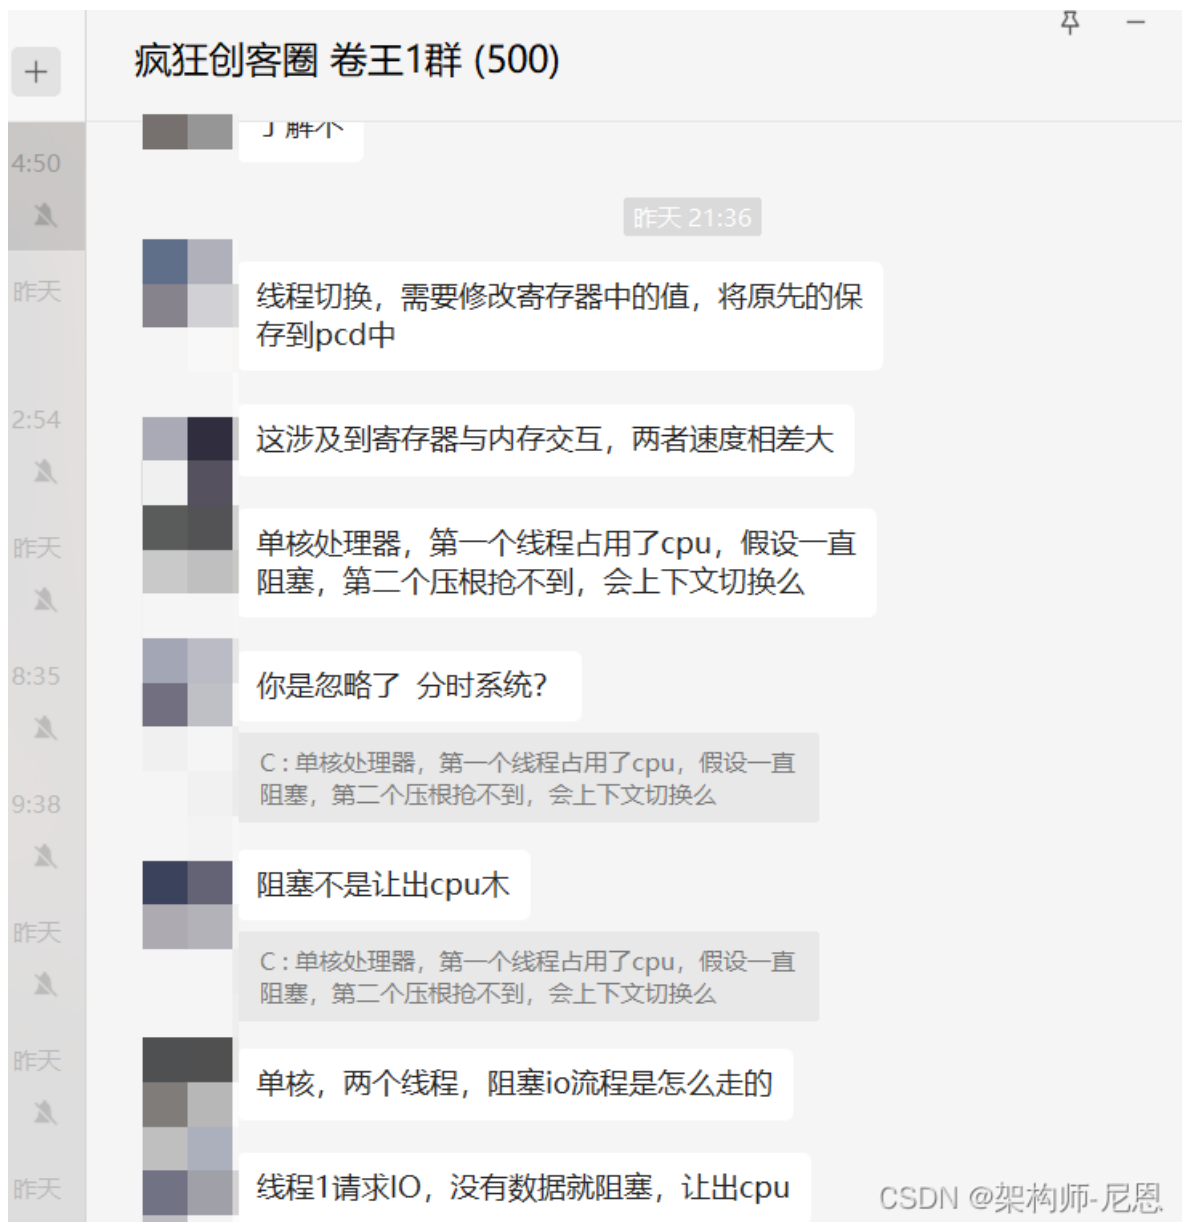 疯狂创客圈 卷王1群 (500)
4:50
了解不
昨天 21:36
昨天
线程切换，需要修改寄存器中的值，将原先的保
存到pcd中
2:54
这涉及到寄存器与内存交互，两者速度相差大
昨天
单核处理器，第一个线程占用了cpu，假设一直
阻塞，第二个压根抢不到，会上下文切换么
8:35
你是忽略了 分时系统？
C：单核处理器，第一个线程占用了cpu，假设一直
阻塞，第二个压根抢不到，会上下文切换么
9:38
阻塞不是让出cpu木
昨天
C：单核处理器，第一个线程占用了cpu，假设一直
阻塞，第二个压根抢不到，会上下文切换么
昨天
单核，两个线程，阻塞io流程是怎么走的
昨天
线程1请求IO，没有数据就阻塞，让出cpu
CSDN @架构师-尼恩